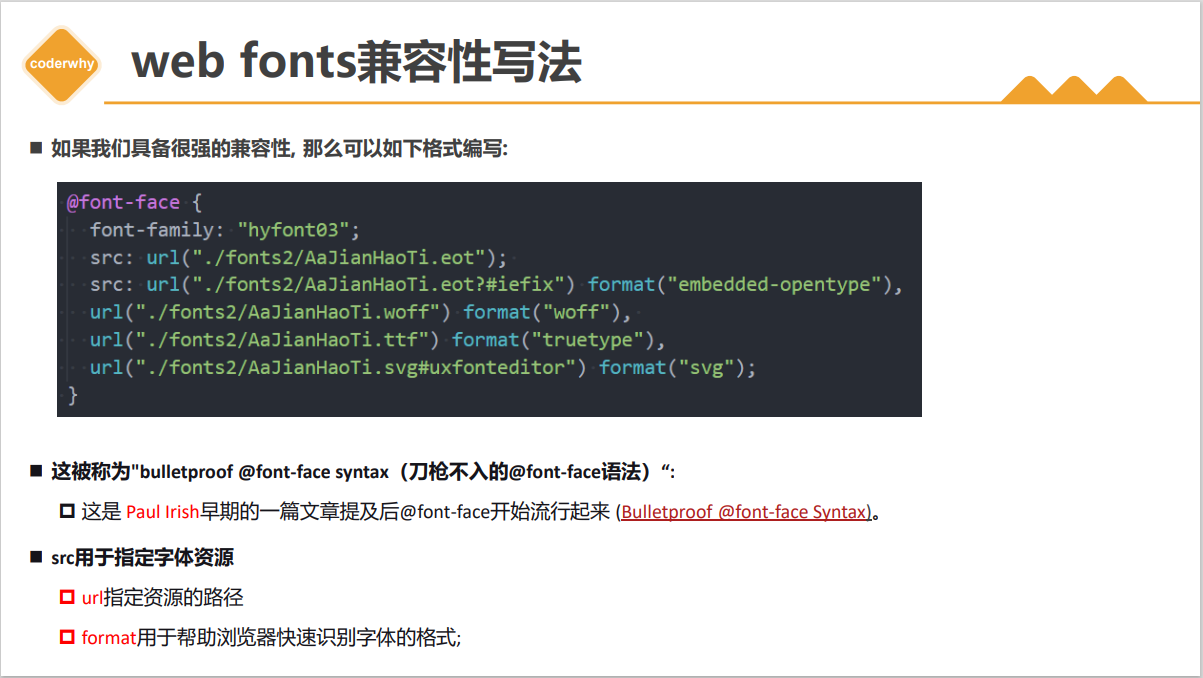 coderwhy
web fonts兼容性写法
如果我们具备很强的兼容性, 那么可以如下格式编写:
@font-face {
font-family: "hyfont03";
src: url("./fonts2/AaJianHaoTi.eot");
src: url("./fonts2/AaJianHaoTi.eot?#iefix") format("embedded-opentype"),
url("./fonts2/AaJianHaoTi.woff") format("woff"),
url("./fonts2/AaJianHaoTi.ttf") format("truetype"),
url("./fonts2/AaJianHaoTi.svg#uxfonteditor") format("svg");
}
这被称为"bulletproof @font-face syntax（刀枪不入的@font-face语法）“:
这是 Paul Irish早期的一篇文章提及后@font-face开始流行起来 (Bulletproof @font-face Syntax)。
src用于指定字体资源
url指定资源的路径
format用于帮助浏览器快速识别字体的格式;